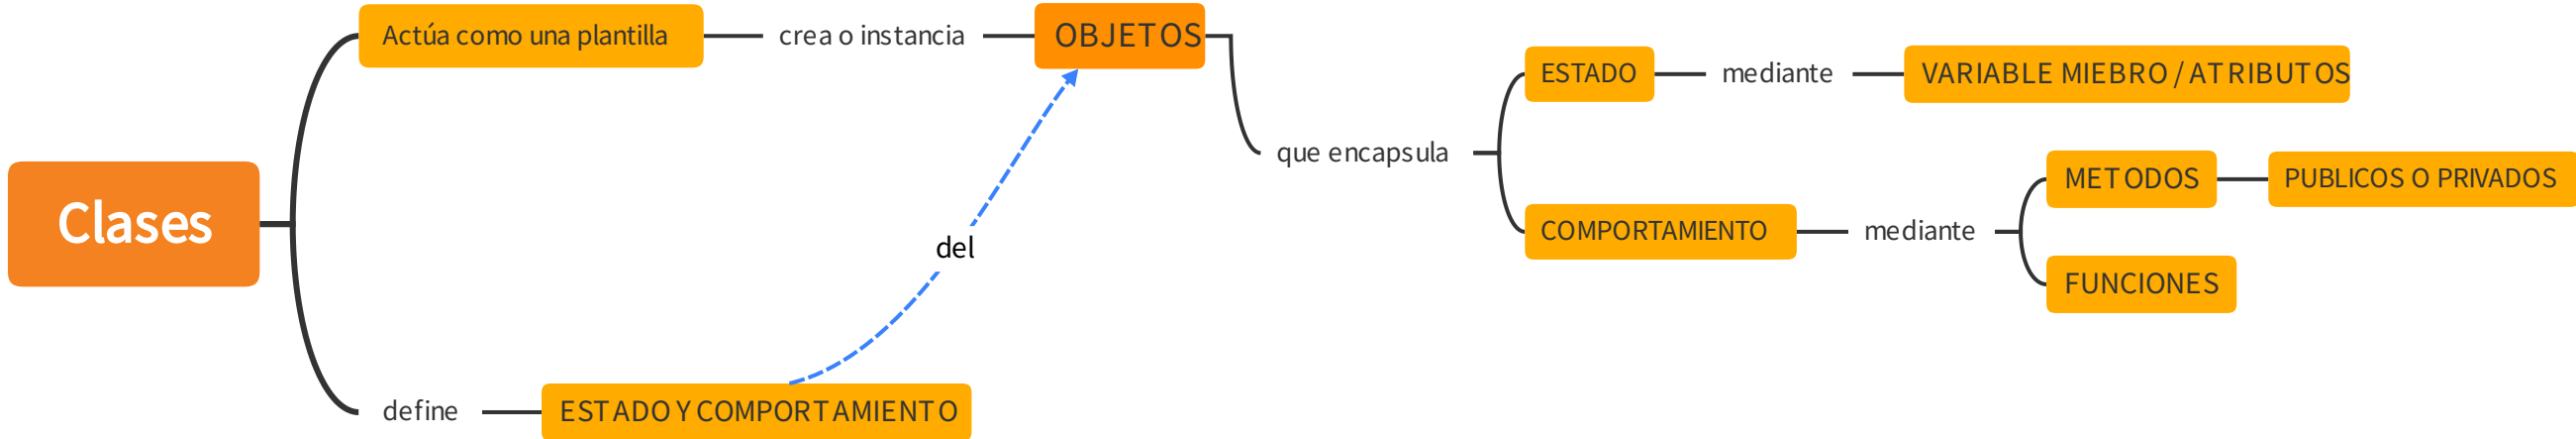 Clases
Actúa como una plantilla
crea o instancia
OBJETOS
que encapsula
ESTADO
mediante
VARIABLE MIEBRO / ATRIBUTOS
COMPORTAMIENTO
mediante
METODOS
PUBLICOS O PRIVADOS
FUNCIONES
del
define
ESTADO Y COMPORTAMIENTO